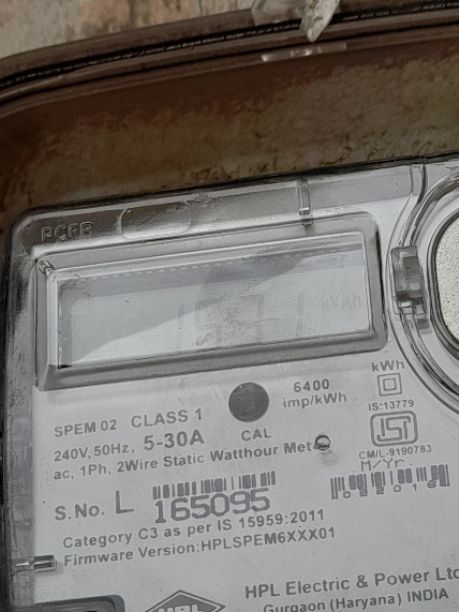 6400
imp/kWh
kWh
IS:13779
CM/L-9190783
M/Yr.
SPEM 02 CLASS 1
240V, 50Hz, 5-30A CAL
ac, 1Ph, 2Wire Static Watthour
S.No. L 165095
Category C3 as per IS 15959:2011
Firmware Version:HPLSPEM6XXX01
HPL
HPL Electric & Power Ltd
Gurgaon (Haryana) INDIA